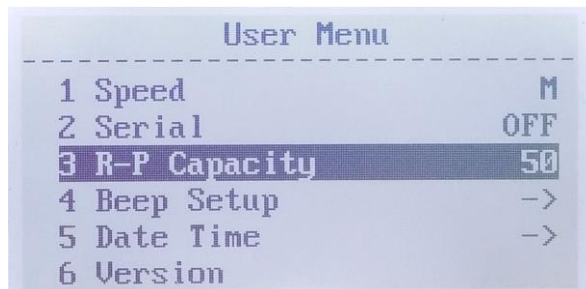 User Menu
1 Speed M
2 Serial OFF
3 R-P Capacity 50
4 Beep Setup ->
5 Date Time ->
6 Version